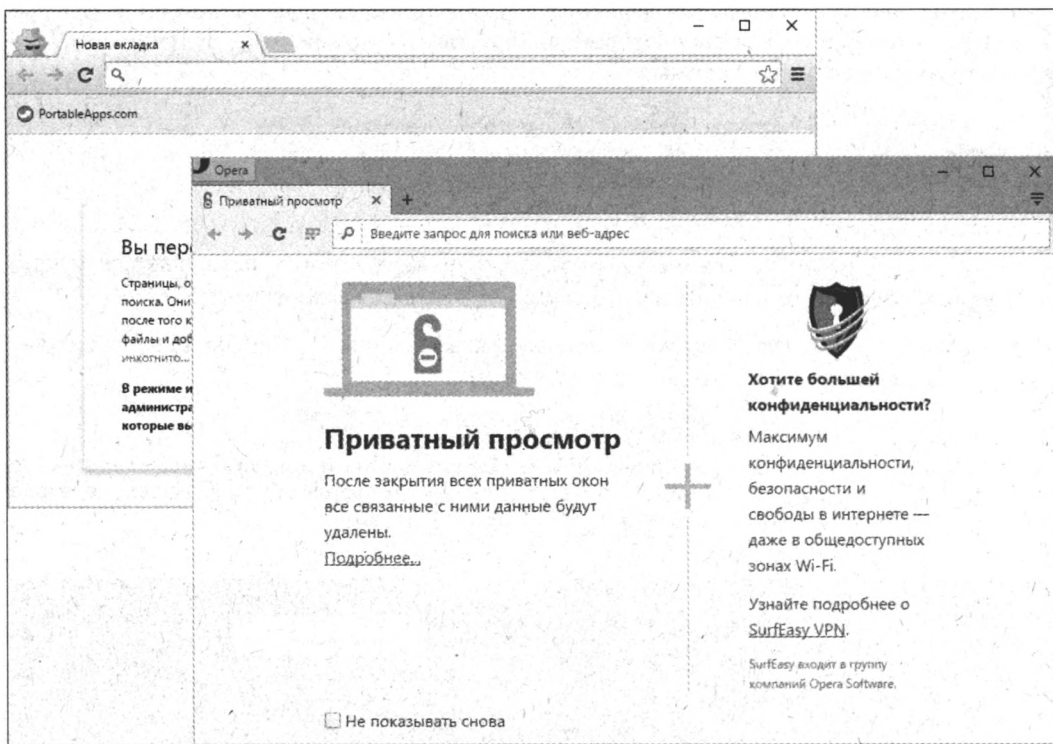 Новая вкладка
PortableApps.com
Вы пер
Страницы, о
поиска. Они
после того к
файлы и доб
инкогнито...
В режиме и
администра
которые вы
Opera
Приватный просмотр
Введите запрос для поиска или веб-адрес
Приватный просмотр
После закрытия всех приватных окон
все связанные с ними данные будут
удалены.
Подробнее...
Не показывать снова
Хотите большей
конфиденциальности?
Максимум
конфиденциальности,
безопасности и
свободы в интернете —
даже в общедоступных
зонах Wi-Fi.
Узнайте подробнее о
SurfEasy VPN.
SurfEasy входит в группу
компаний Opera Software.